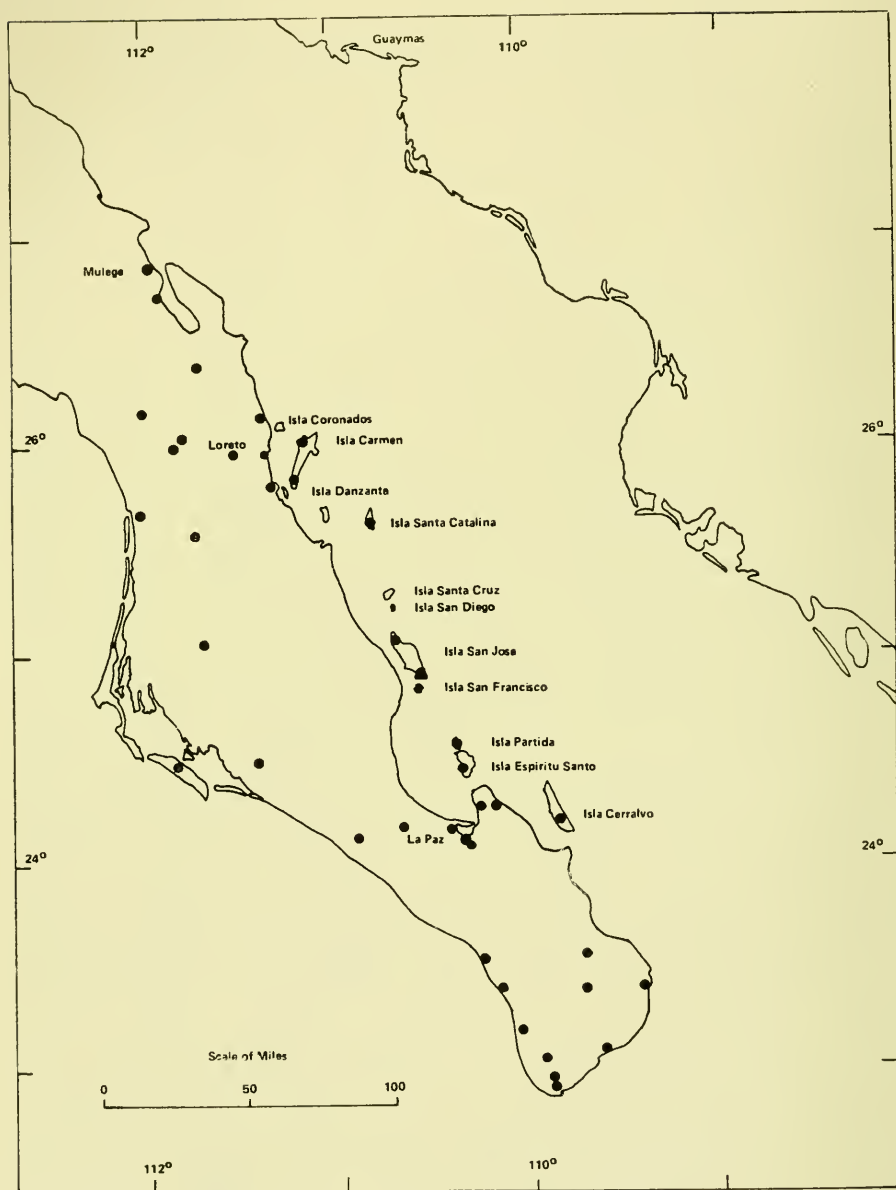 112°
Guaymas
110°
Mulege
Isla Coronados
Loreto
Isla Carmen
26°
26°
Isla Danzante
Isla Santa Catalina
Isla Santa Cruz
Isla San Diego
Isla San Jose
Isla San Francisco
Isla Partida
Isla Espiritu Santo
Isla Cerralvo
La Paz
24°
24°
Scale of Miles
0 50 100
112°
110°